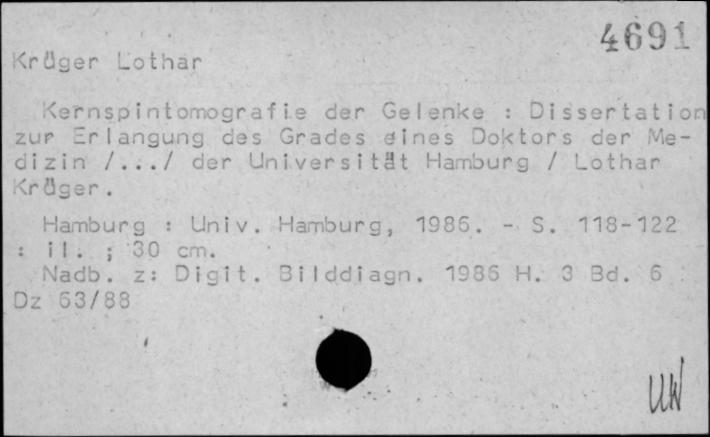 4691
Krüger Lothar
Kernspintomografie der Gelenke : Dissertation
zur Erlangung des Grades eines Doktors der Me-
dizin /.../ der Universität Hamburg / Lothar
Krüger.
Hamburg : Univ. Hamburg, 1986. - S. 118-122
: il. ; 30 cm.
Nadb. z: Digit. Bilddiagn. 1986 H. 3 Bd. 6
Dz 63/88
UW